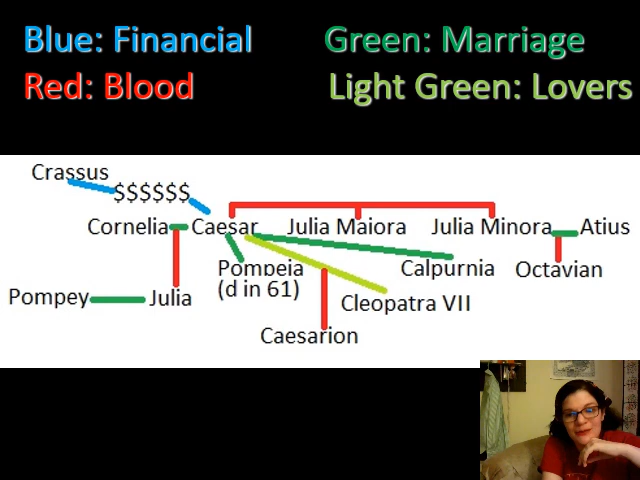 Blue: Financial Green: Marriage
Red: Blood Light Green: Lovers
Crassus
$$$$$$
Cornelia Caesar Julia Maiora Julia Minora Atius
Pompeia Calpurnia Octavian
(d in 61)
Pompey Julia Cleopatra VII
Caesarion